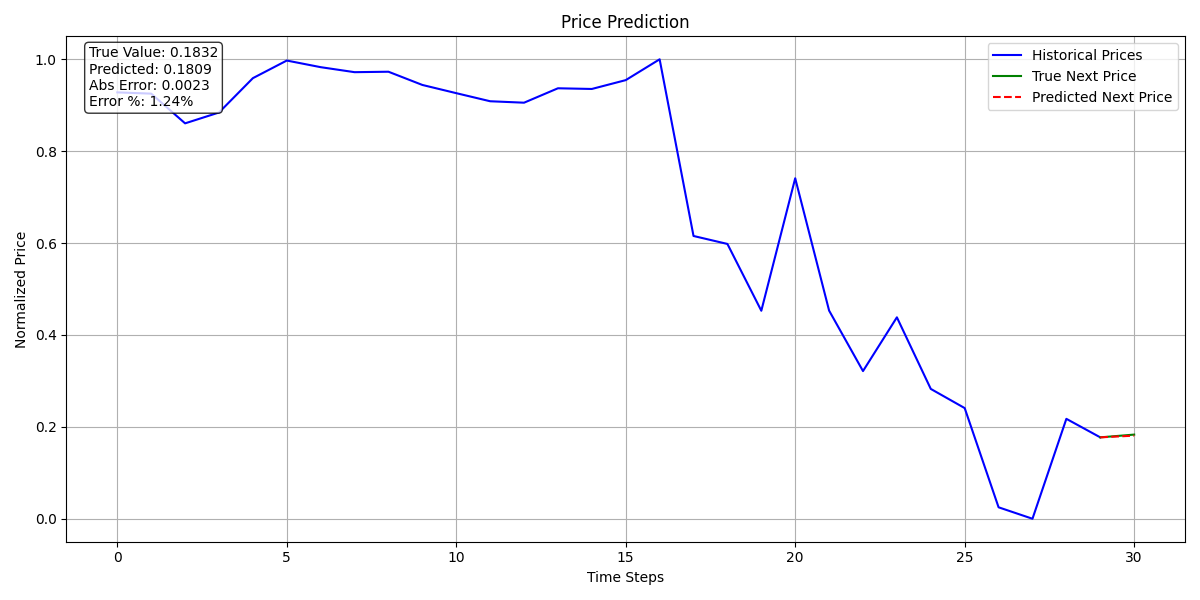 Price Prediction
True Value: 0.1832
Predicted: 0.1809
Abs Error: 0.0023
Error %: 1.24%
Historical Prices
True Next Price
Predicted Next Price
Normalized Price
1.0
0.8
0.6
0.4
0.2
0.0
0 5 10 15 20 25 30
Time Steps